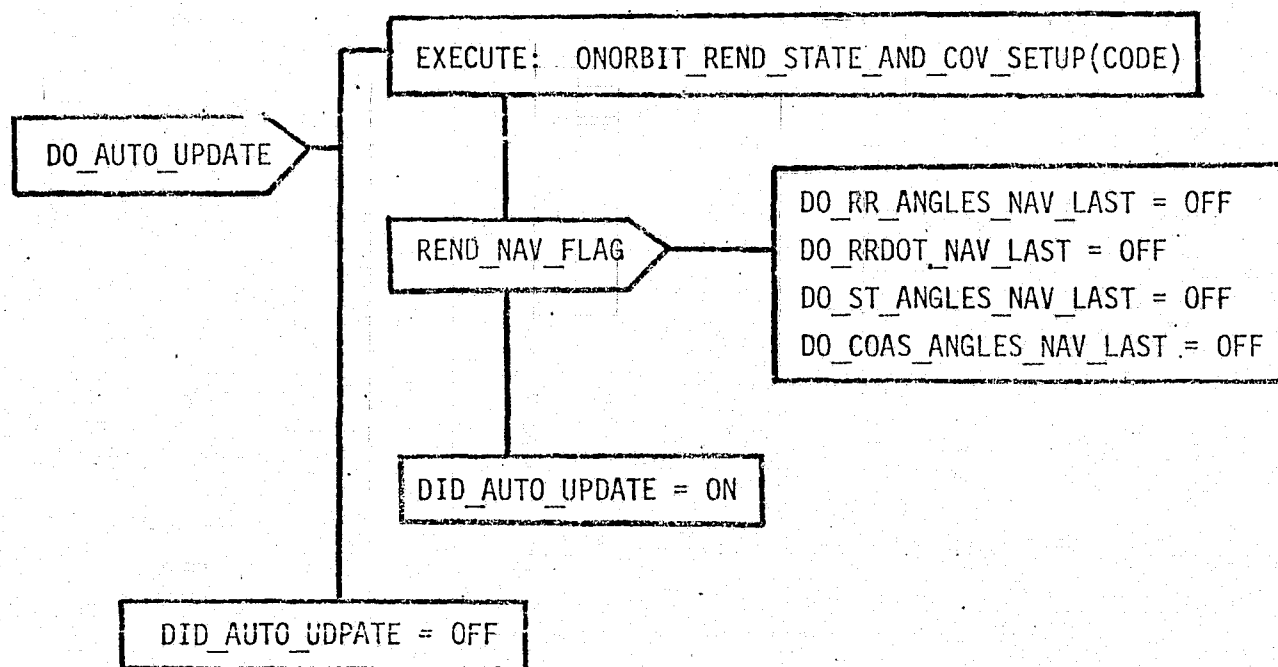 EXECUTE: ONORBIT_REND_STATE_AND_COV_SETUP(CODE)
DO_AUTO_UPDATE
REND_NAV_FLAG
DO_RR_ANGLES_NAV_LAST = OFF
DO_RRDOT_NAV_LAST = OFF
DO_ST_ANGLES_NAV_LAST = OFF
DO_COAS_ANGLES_NAV_LAST = OFF
DID_AUTO_UPDATE = ON
DID_AUTO_UDPATE = OFF